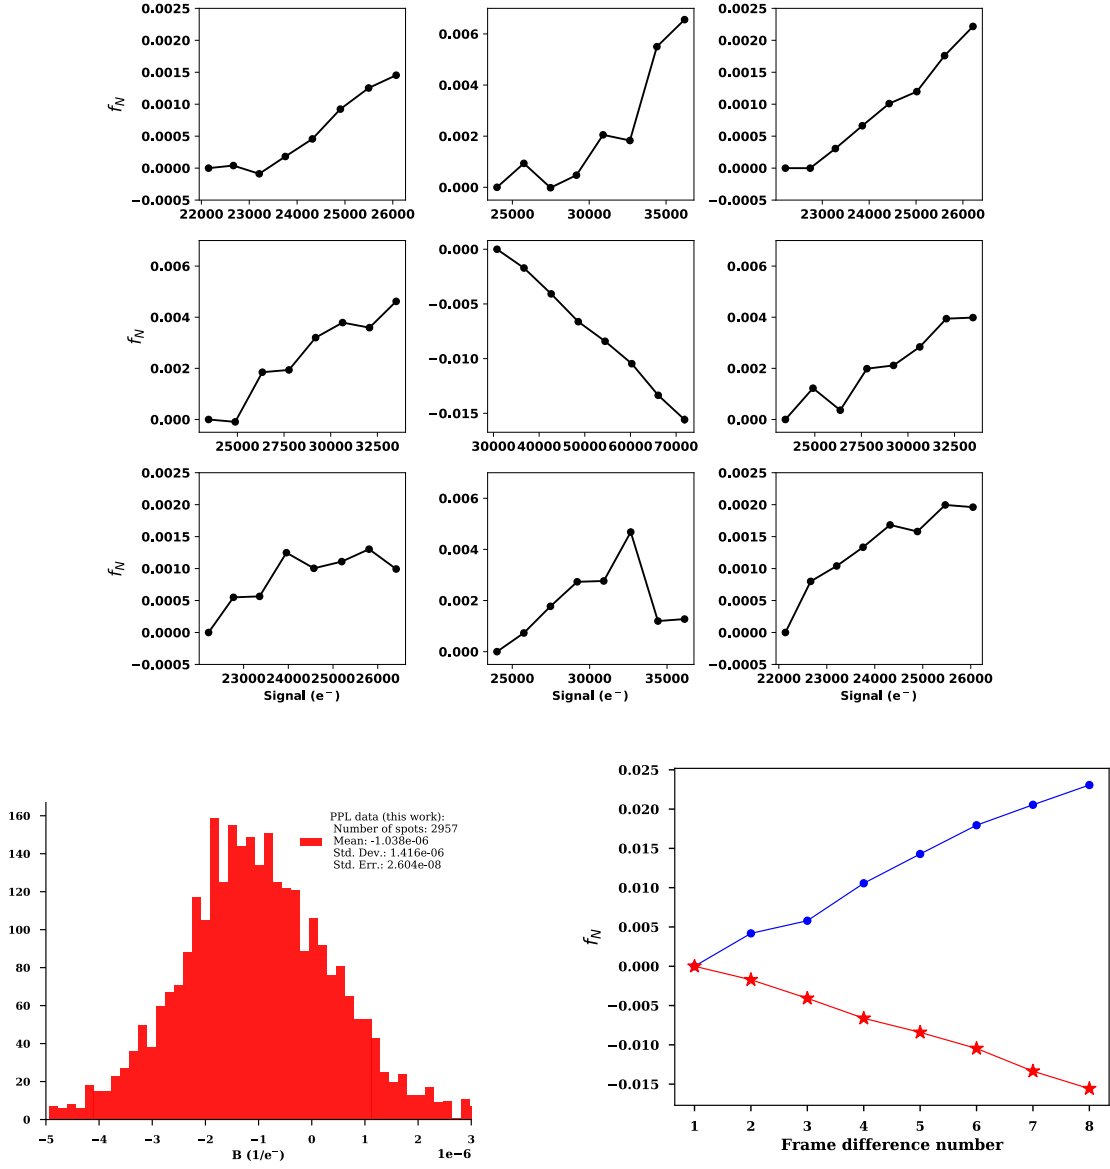 0.0025
0.0020
0.0015
0.0010
0.0005
0.0000
−0.0005
f_N
22000 23000 24000 25000 26000
0.006
0.004
0.002
0.000
25000 30000 35000
0.0025
0.0020
0.0015
0.0010
0.0005
0.0000
−0.0005
23000 24000 25000 26000
0.006
0.004
0.002
0.000
f_N
25000 27500 30000 32500
0.000
−0.005
−0.010
−0.015
30000 40000 50000 60000 70000
0.006
0.004
0.002
0.000
25000 27500 30000 32500
0.0025
0.0020
0.0015
0.0010
0.0005
0.0000
−0.0005
f_N
23000 24000 25000 26000
Signal (e⁻)
0.006
0.004
0.002
0.000
25000 30000 35000
Signal (e⁻)
0.0025
0.0020
0.0015
0.0010
0.0005
0.0000
−0.0005
22000 23000 24000 25000 26000
Signal (e⁻)
160
140
120
100
80
60
40
20
0
PPL data (this work):
Number of spots: 2957
Mean: -1.038e-06
Std. Dev.: 1.416e-06
Std. Err.: 2.604e-08
−5 −4 −3 −2 −1 0 1 2 3
B (1/e⁻)
1e−6
0.025
0.020
0.015
0.010
0.005
0.000
−0.005
−0.010
−0.015
f_N
1 2 3 4 5 6 7 8
Frame difference number